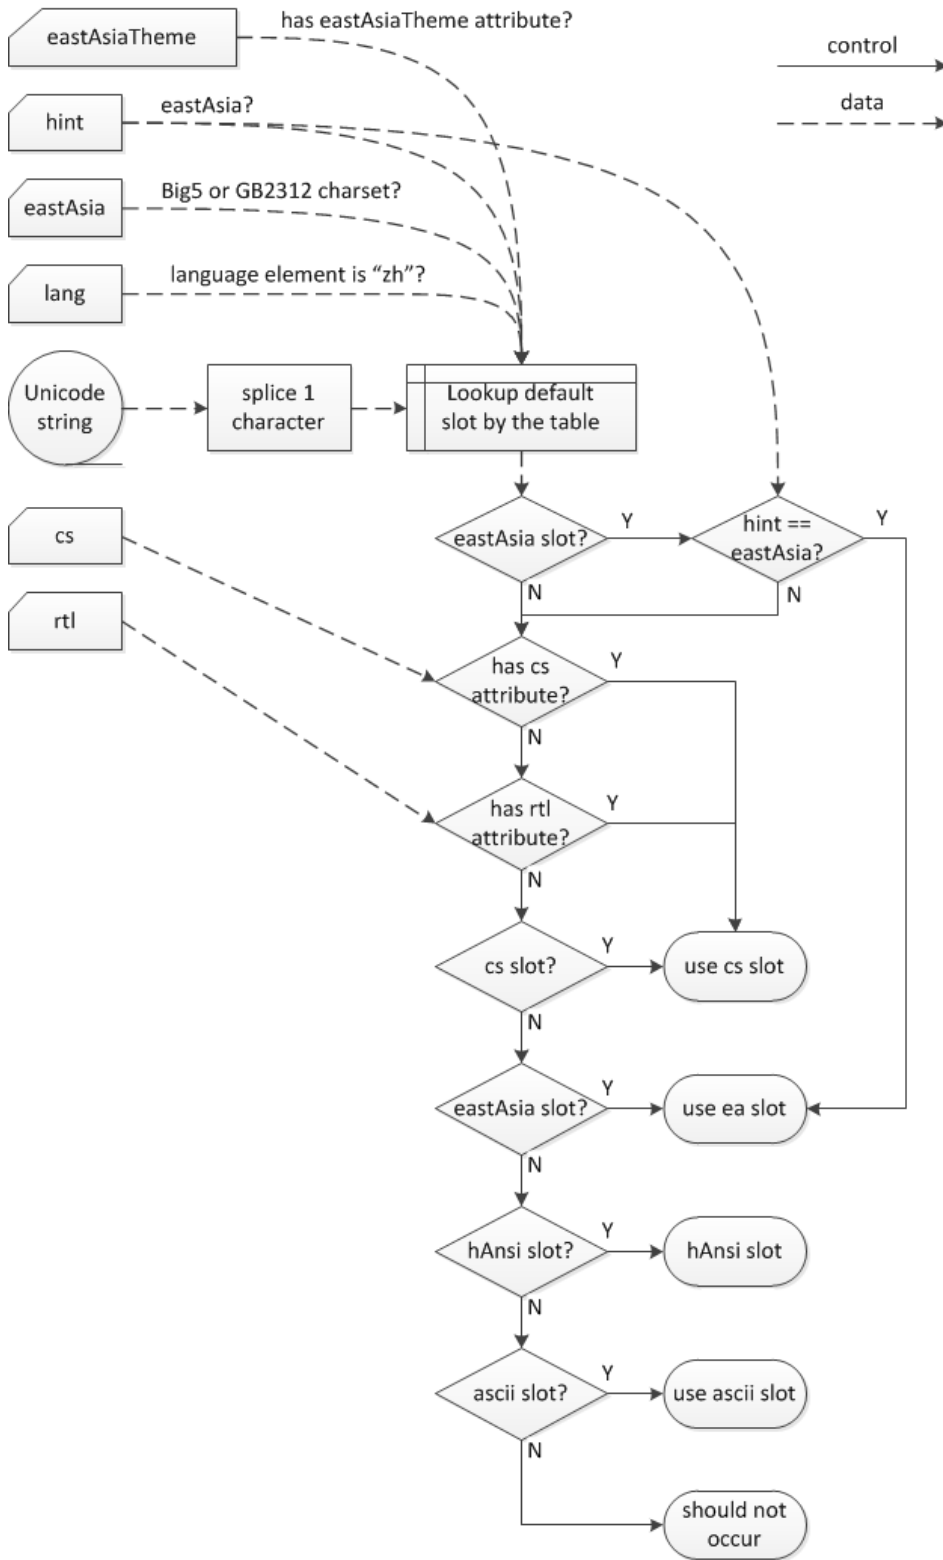 eastAsiaTheme
has eastAsiaTheme attribute?
control
hint
eastAsia?
data
eastAsia
Big5 or GB2312 charset?
lang
language element is “zh”?
Unicode
string
splice 1
character
Lookup default
slot by the table
cs
eastAsia slot?
Y
hint ==
eastAsia?
Y
N
N
rtl
has cs
attribute?
Y
N
has rtl
attribute?
Y
N
cs slot?
Y
use cs slot
N
eastAsia slot?
Y
use ea slot
N
hAnsi slot?
Y
hAnsi slot
N
ascii slot?
Y
use ascii slot
N
should not
occur